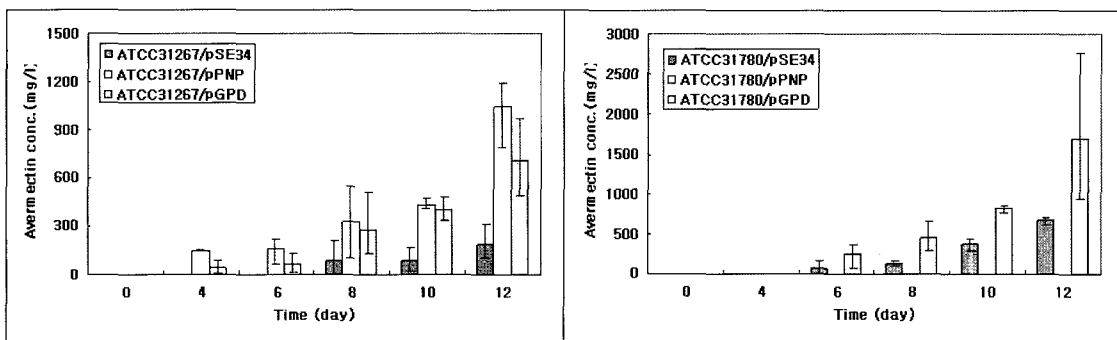 1500
1200
900
600
300
0
Avermectin conc.(mg/l)
ATCC31267/pSE34
ATCC31267/pPNP
ATCC31267/pGPD
0 4 6 8 10 12
Time (day)
3000
2500
2000
1500
1000
500
0
Avermectin conc.(mg/l)
ATCC31780/pSE34
ATCC31780/pPNP
ATCC31780/pGPD
0 4 6 8 10 12
Time (day)